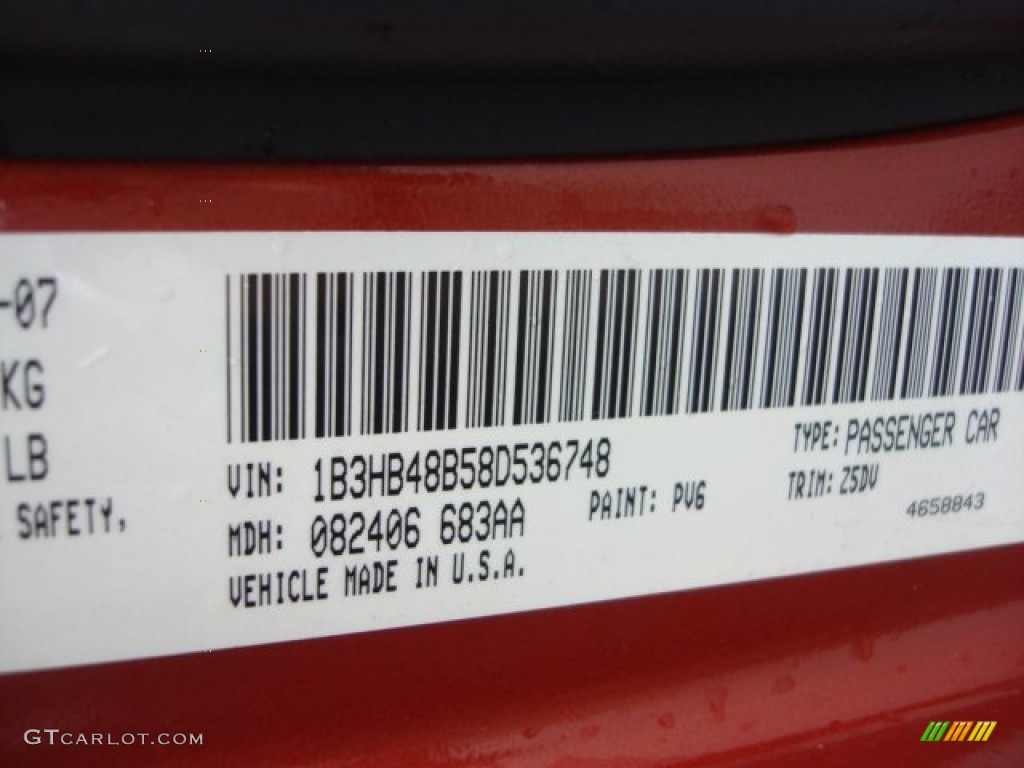 -07
KG
LB
SAFETY,
VIN: 1B3HB48B58D536748
TYPE: PASSENGER CAR
MDH: 082406 683AA
PAINT: PV6
TRIM: Z5DV
4658843
VEHICLE MADE IN U.S.A.
GTCARLOT.COM